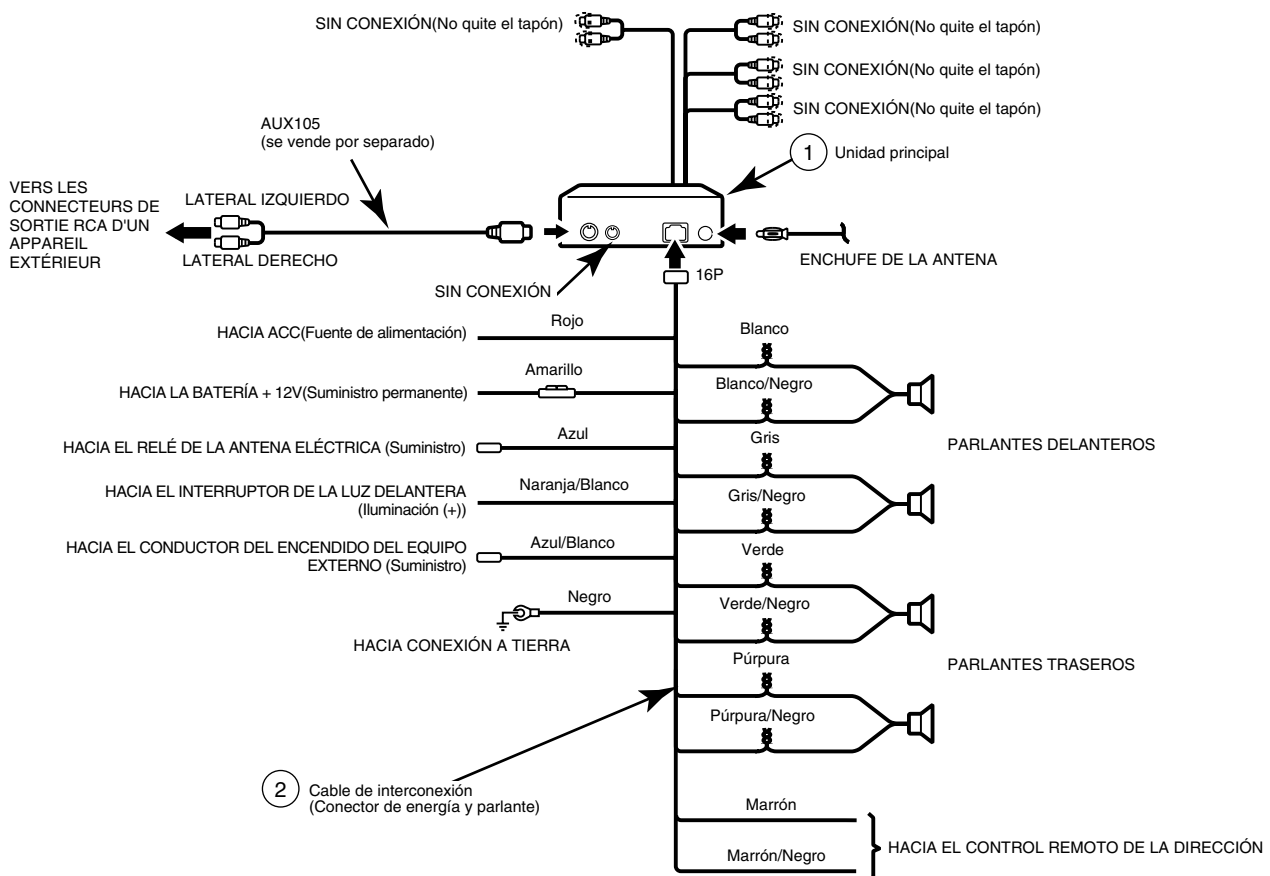 SIN CONEXIÓN(No quite el tapón)
SIN CONEXIÓN(No quite el tapón)
SIN CONEXIÓN(No quite el tapón)
SIN CONEXIÓN(No quite el tapón)
AUX105
(se vende por separado)
1 Unidad principal
VERS LES
CONNECTEURS DE
SORTIE RCA D'UN
APPAREIL
EXTÉRIEUR
LATERAL IZQUIERDO
LATERAL DERECHO
ENCHUFE DE LA ANTENA
SIN CONEXIÓN
16P
HACIA ACC(Fuente de alimentación)
Rojo
HACIA LA BATERÍA + 12V(Suministro permanente)
Amarillo
HACIA EL RELÉ DE LA ANTENA ELÉCTRICA (Suministro)
Azul
HACIA EL INTERRUPTOR DE LA LUZ DELANTERA
(Iluminación (+))
Naranja/Blanco
HACIA EL CONDUCTOR DEL ENCENDIDO DEL EQUIPO
EXTERNO (Suministro)
Azul/Blanco
Negro
HACIA CONEXIÓN A TIERRA
Blanco
Blanco/Negro
Gris
Gris/Negro
PARLANTES DELANTEROS
Verde
Verde/Negro
Púrpura
Púrpura/Negro
PARLANTES TRASEROS
2 Cable de interconexión
(Conector de energía y parlante)
Marrón
Marrón/Negro
HACIA EL CONTROL REMOTO DE LA DIRECCIÓN